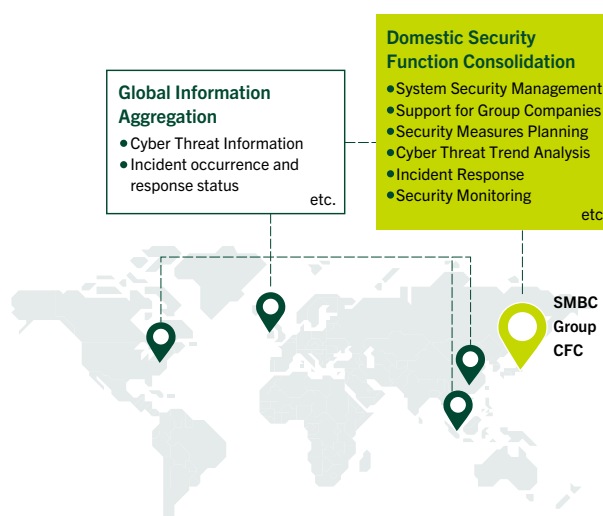 Global Information
Aggregation
●Cyber Threat Information
●Incident occurrence and
response status
etc.
Domestic Security
Function Consolidation
●System Security Management
●Support for Group Companies
●Security Measures Planning
●Cyber Threat Trend Analysis
●Incident Response
●Security Monitoring
etc
SMBC
Group
CFC